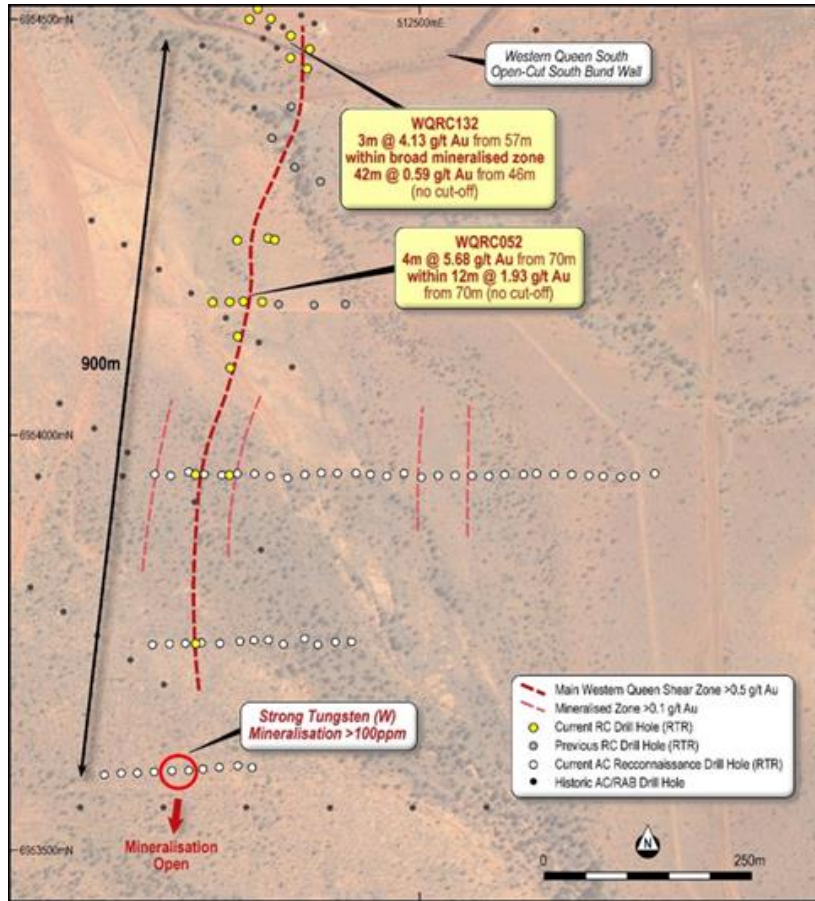 6954500mN
512500mE
Western Queen South
Open-Cut South Bund Wall
WQRC132
3m @ 4.13 g/t Au from 57m
within broad mineralised zone
42m @ 0.59 g/t Au from 46m
(no cut-off)
WQRC052
4m @ 5.68 g/t Au from 70m
within 12m @ 1.93 g/t Au
from 70m (no cut-off)
900m
6954000mN
Strong Tungsten (W)
Mineralisation >100ppm
Main Western Queen Shear Zone >0.5 g/t Au
Mineralised Zone >0.1 g/t Au
Current RC Drill Hole (RTR)
Previous RC Drill Hole (RTR)
Current AC Recconnaissance Drill Hole (RTR)
Historic AC/RAB Drill Hole
Mineralisation
Open
6953500mN
N
0
250m